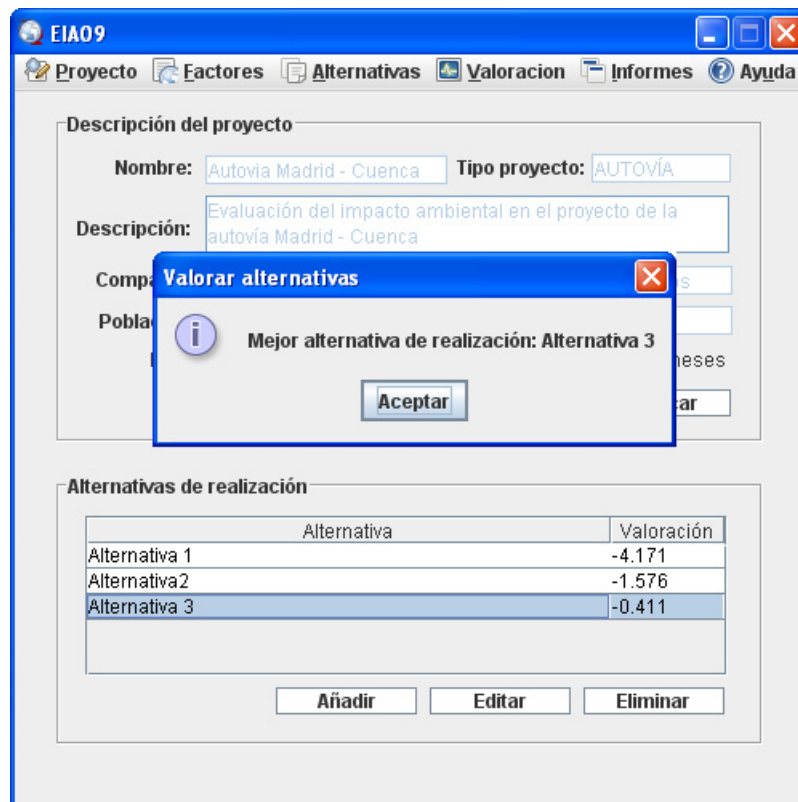 EIAO9
Proyecto Factores Alternativas Valoracion Informes Ayuda
Descripción del proyecto
Nombre: Autovia Madrid - Cuenca Tipo proyecto: AUTOVÍA
Descripción: Evaluación del impacto ambiental en el proyecto de la
autovía Madrid - Cuenca
Valorar alternativas
Mejor alternativa de realización: Alternativa 3
Aceptar
Alternativas de realización
Alternativa Valoración
Alternativa 1 -4.171
Alternativa2 -1.576
Alternativa 3 -0.411
Añadir Editar Eliminar